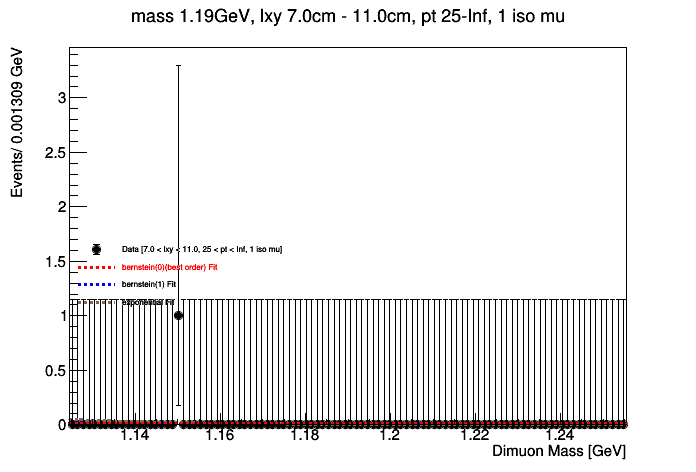 mass 1.19GeV, lxy 7.0cm - 11.0cm, pt 25-Inf, 1 iso mu
Events/ 0.001309 GeV
3
2.5
2
1.5
1
0.5
0
Data [7.0 < lxy < 11.0, 25 < pt < Inf, 1 iso mu]
bernstein(0)(best order) Fit
bernstein(1) Fit
exponential Fit
1.14 1.16 1.18 1.2 1.22 1.24
Dimuon Mass [GeV]